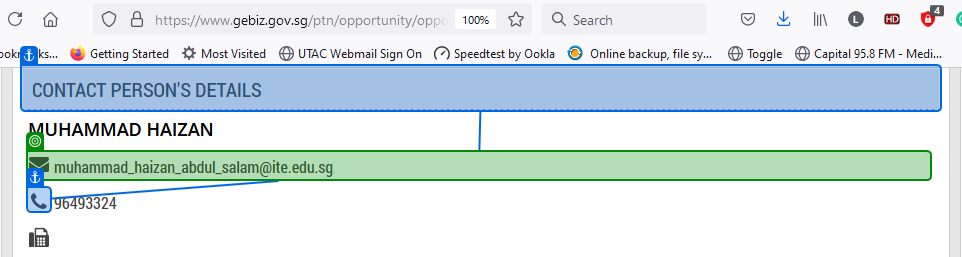 https://www.gebiz.gov.sg/ptn/opportunity/oppo 100% Search L HD 4
ookmarks... Getting Started Most Visited UTAC Webmail Sign On Speedtest by Ookla Online backup, file sy... Toggle Capital 95.8 FM - Medi...
CONTACT PERSON'S DETAILS
MUHAMMAD HAIZAN
muhammad_haizan_abdul_salam@ite.edu.sg
96493324